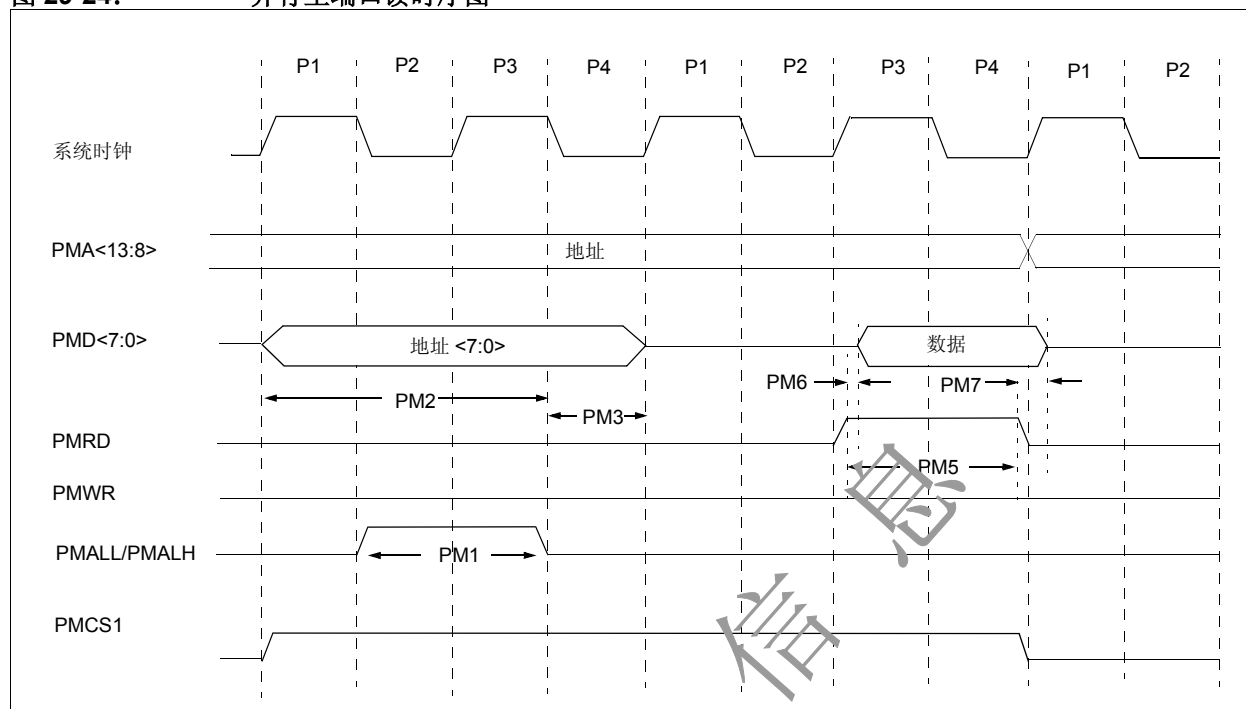 P1 P2 P3 P4 P1 P2 P3 P4 P1 P2
系统时钟
PMA<13:8>
地址
PMD<7:0>
地址 <7:0>
数据
PM6
PM7
PM2
PM3
PMRD
PM5
PMWR
PMALL/PMALH
PM1
PMCS1
信息